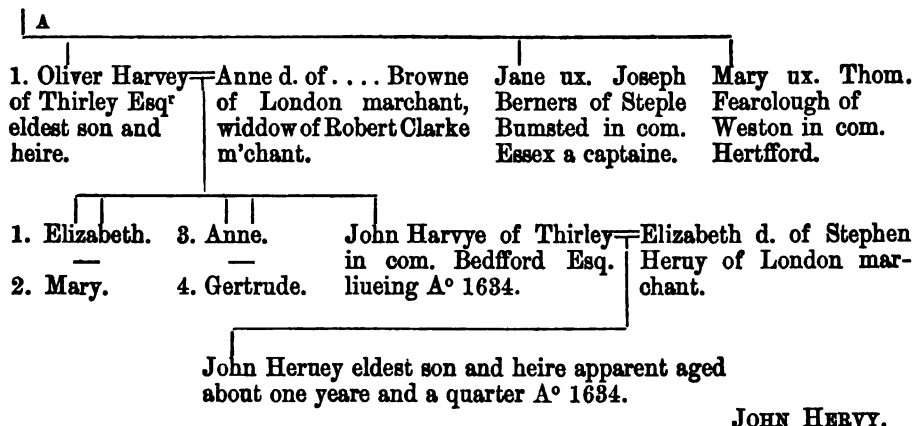 A
1. Oliver Harvey=Anne d. of .... Browne
of Thirley Esqʳ of London marchant,
eldest son and widdow of Robert Clarke
heire. m'chant.
Jane ux. Joseph
Berners of Steple
Bumsted in com.
Essex a captaine.
Mary ux. Thom.
Fearclough of
Weston in com.
Hertfford.
1. Elizabeth.
—
2. Mary.
3. Anne.
—
4. Gertrude.
John Harvye of Thirley=Elizabeth d. of Stephen
in com. Bedfford Esq. Heruy of London mar-
liueing Aᵒ 1634. chant.
John Heruey eldest son and heire apparent aged
about one yeare and a quarter Aᵒ 1634.
JOHN HERVY.